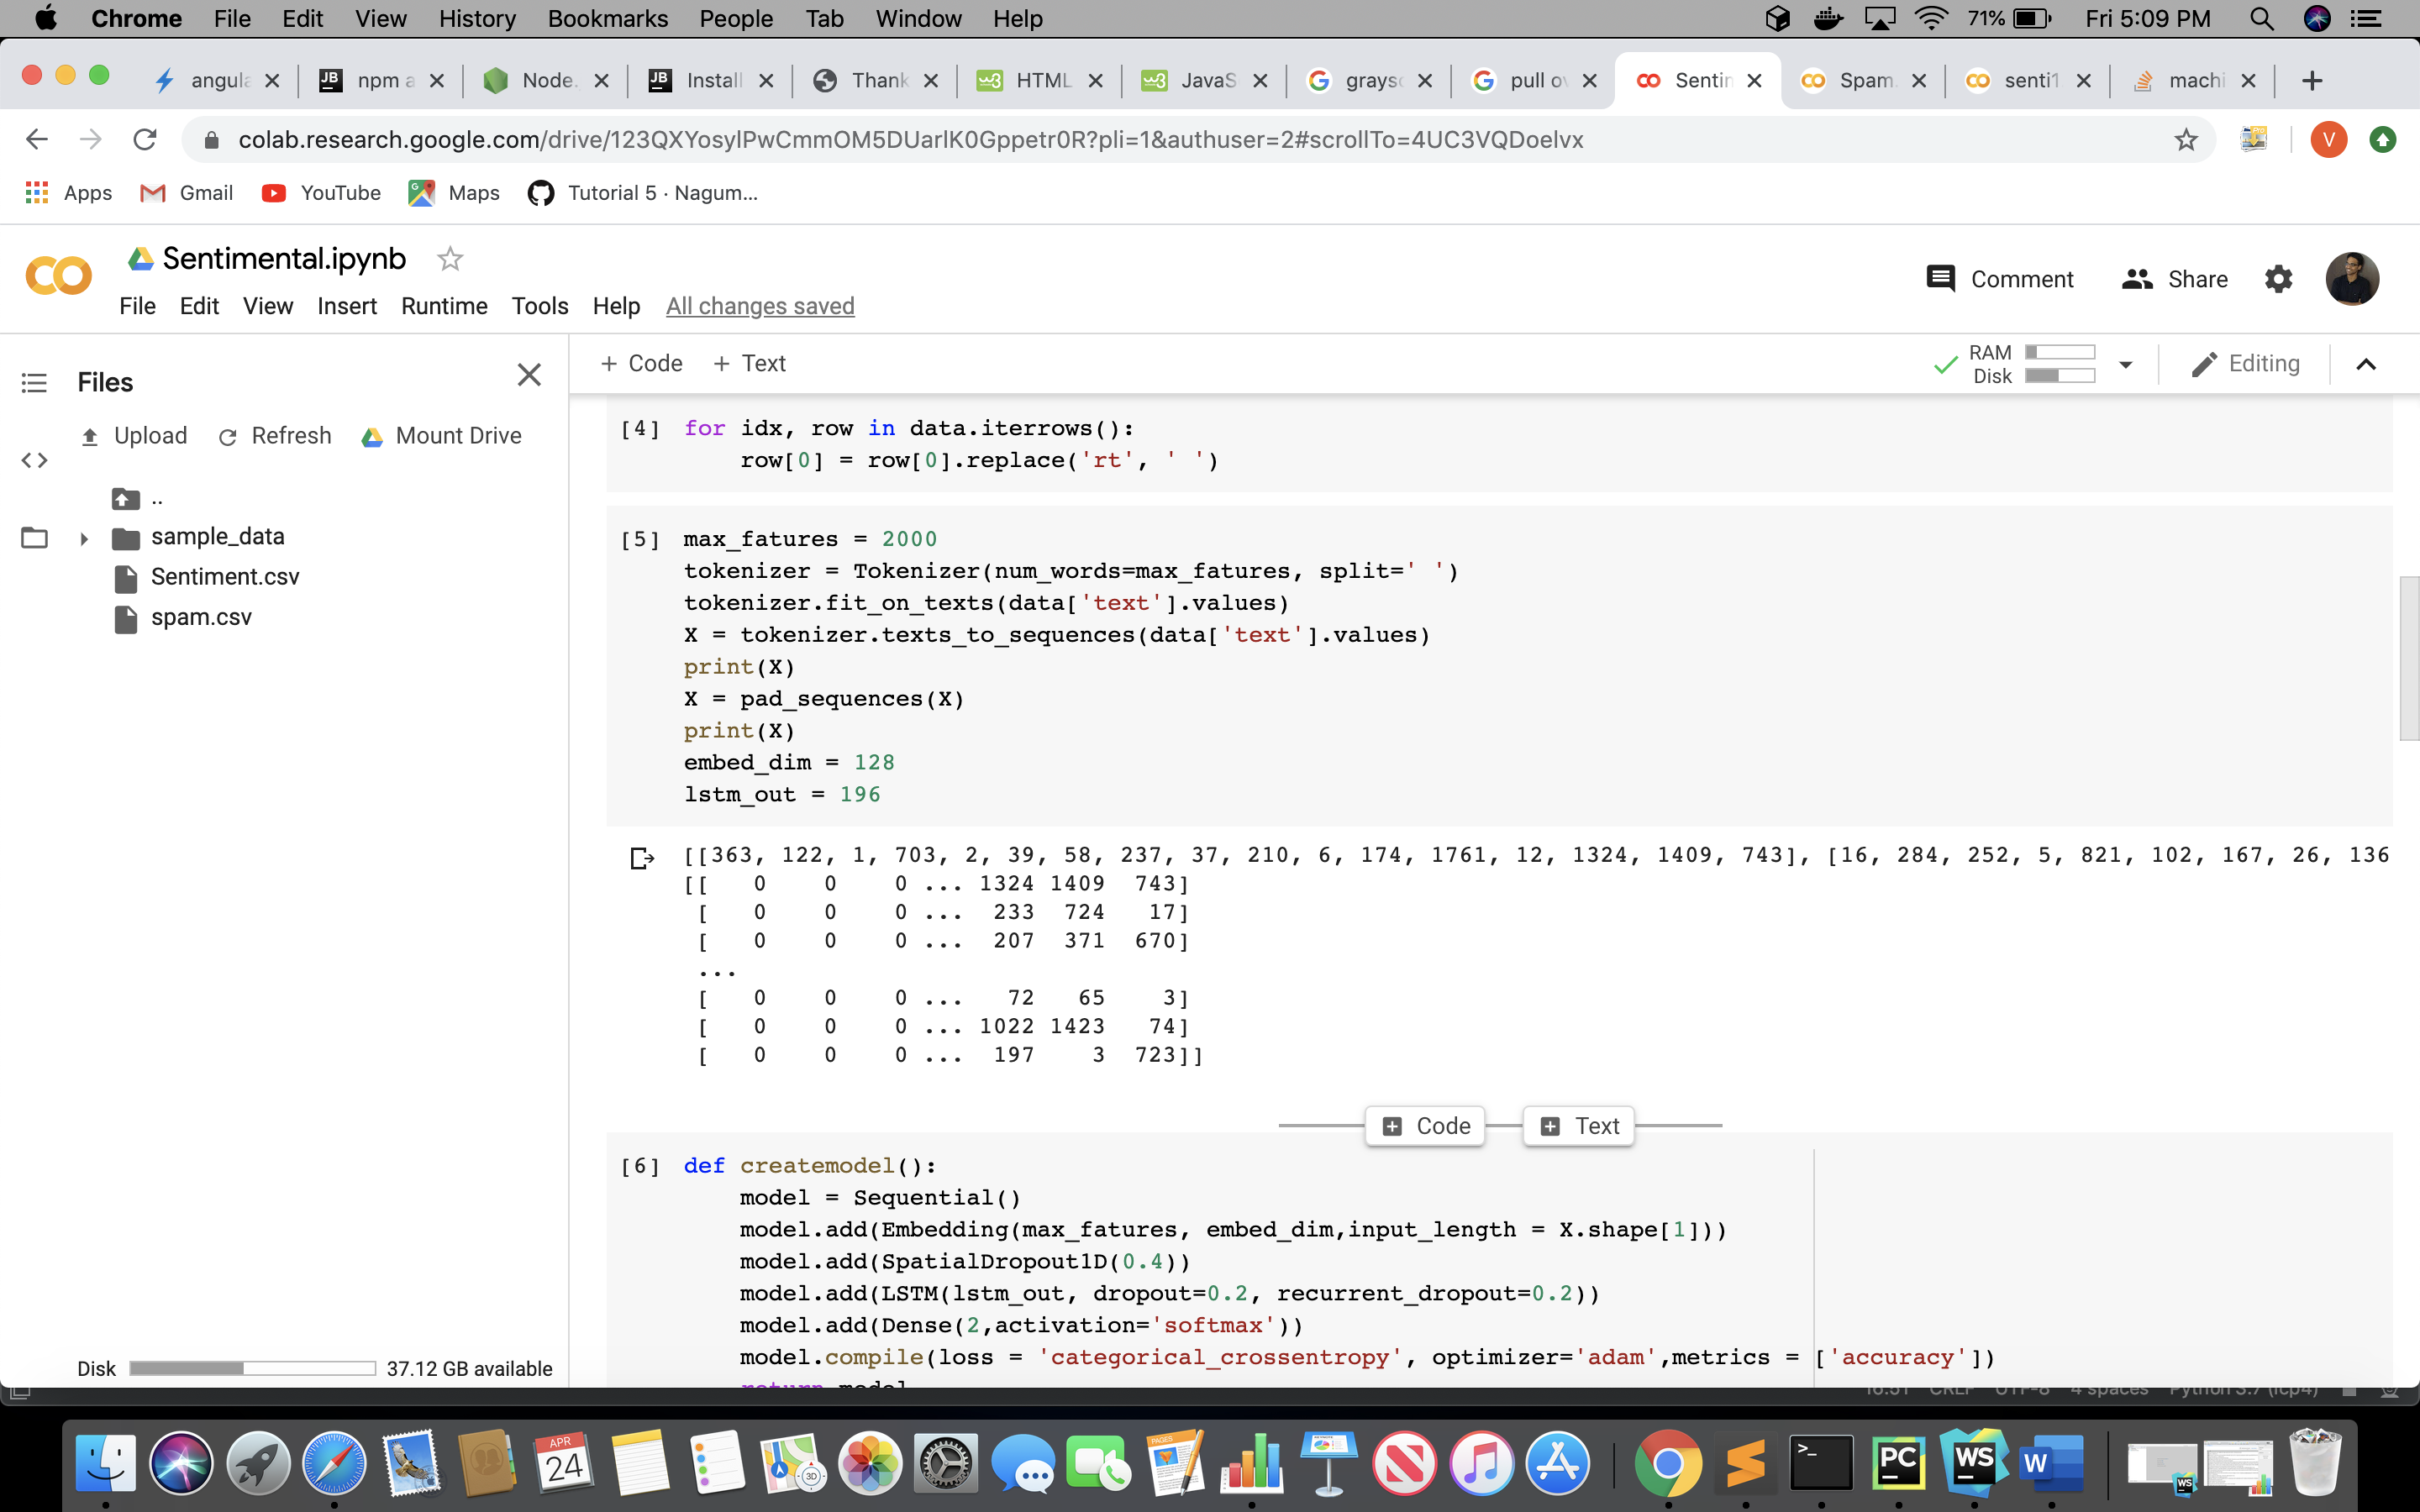 Chrome File Edit View History Bookmarks People Tab Window Help 71% Fri 5:09 PM
angula npm a Node. Install Thank HTML JavaS graysc pull ov Sentin Spam. senti1 machi
colab.research.google.com/drive/123QXYosylPwCmmOM5DUarlK0Gppetr0R?pli=1&authuser=2#scrollTo=4UC3VQDoelvx
V
Apps Gmail YouTube Maps Tutorial 5 · Nagum...
Sentimental.ipynb
Comment Share
File Edit View Insert Runtime Tools Help All changes saved
Files
+ Code + Text
RAM
Disk
Editing
Upload Refresh Mount Drive
..
sample_data
Sentiment.csv
spam.csv
Disk 37.12 GB available
[4] for idx, row in data.iterrows():
row[0] = row[0].replace('rt', ' ')
[5] max_fatures = 2000
tokenizer = Tokenizer(num_words=max_fatures, split=' ')
tokenizer.fit_on_texts(data['text'].values)
X = tokenizer.texts_to_sequences(data['text'].values)
print(X)
X = pad_sequences(X)
print(X)
embed_dim = 128
lstm_out = 196
[[363, 122, 1, 703, 2, 39, 58, 237, 37, 210, 6, 174, 1761, 12, 1324, 1409, 743], [16, 284, 252, 5, 821, 102, 167, 26, 136
[[ 0 0 0 ... 1324 1409 743]
[ 0 0 0 ... 233 724 17]
[ 0 0 0 ... 207 371 670]
...
[ 0 0 0 ... 72 65 3]
[ 0 0 0 ... 1022 1423 74]
[ 0 0 0 ... 197 3 723]]
Code Text
[6] def createmodel():
model = Sequential()
model.add(Embedding(max_fatures, embed_dim,input_length = X.shape[1]))
model.add(SpatialDropout1D(0.4))
model.add(LSTM(lstm_out, dropout=0.2, recurrent_dropout=0.2))
model.add(Dense(2,activation='softmax'))
model.compile(loss = 'categorical_crossentropy', optimizer='adam',metrics = ['accuracy'])
return model
APR
24
3D
PAGES
PC
WS
W